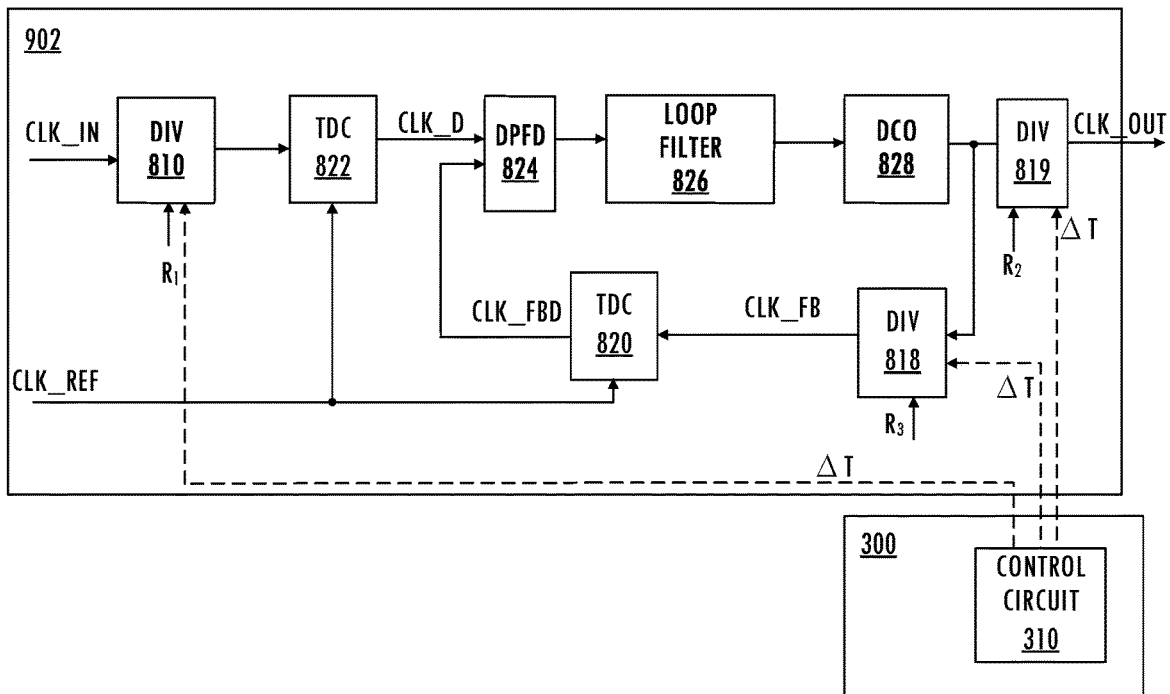 902
CLK_IN
DIV
810
R₁
TDC
822
CLK_D
DPFD
824
LOOP
FILTER
826
DCO
828
DIV
819
CLK_OUT
R₂
ΔT
CLK_FBD
TDC
820
CLK_FB
DIV
818
ΔT
R₃
CLK_REF
ΔT
300
CONTROL
CIRCUIT
310